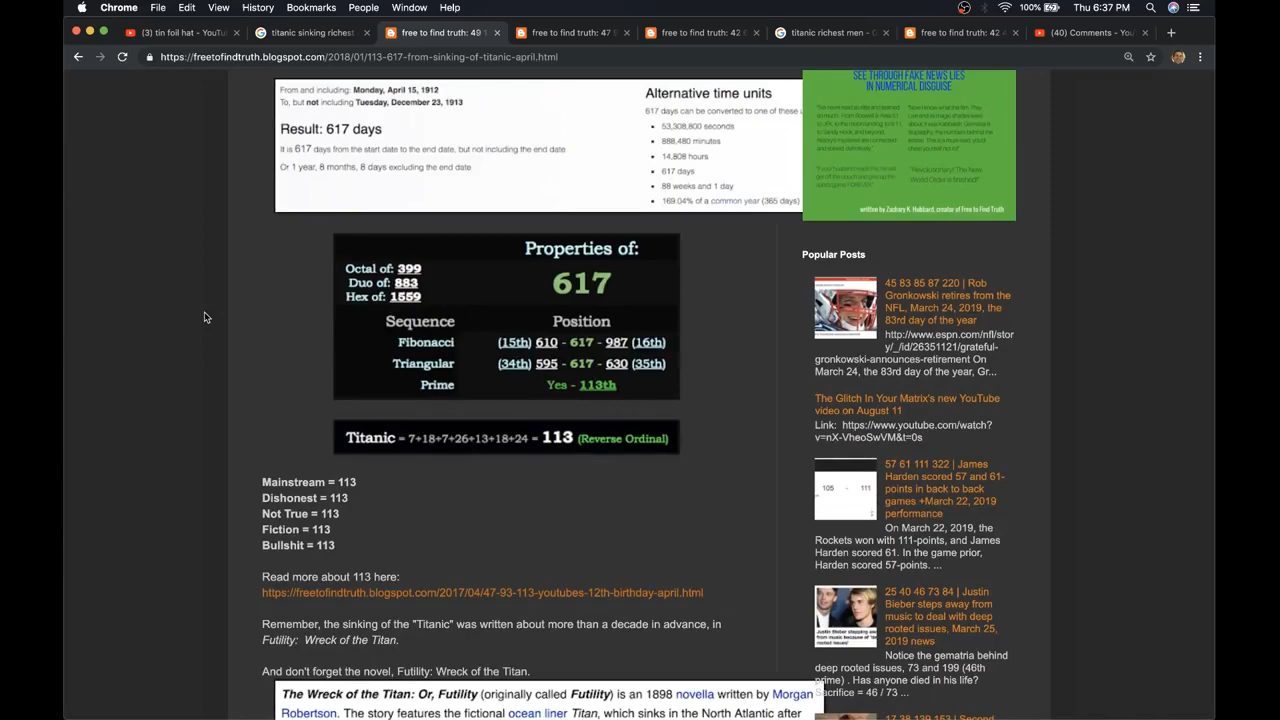 Chrome File Edit View History Bookmarks People Window Help 100% Thu 6:37 PM
(3) tin foil hat - YouTu
titanic sinking richest
free to find truth: 49 1
free to find truth: 47 9
free to find truth: 42 6
titanic richest men - G
free to find truth: 42 4
(40) Comments - YouT
https://freetofindtruth.blogspot.com/2018/01/113-617-from-sinking-of-titanic-april.html
From and including: Monday, April 15, 1912
To, but not including Tuesday, December 23, 1913
Result: 617 days
It is 617 days from the start date to the end date, but not including the end date
Or 1 year, 8 months, 8 days excluding the end date
Alternative time units
617 days can be converted to one of these u
53,308,800 seconds
888,480 minutes
14,808 hours
617 days
88 weeks and 1 day
169.04% of a common year (365 days)
Properties of:
617
Octal of: 399
Duo of: 883
Hex of: 1559
Sequence Position
Fibonacci (15th) 610 - 617 - 987 (16th)
Triangular (34th) 595 - 617 - 630 (35th)
Prime Yes - 113th
Titanic = 7+18+7+26+13+18+24 = 113 (Reverse Ordinal)
Mainstream = 113
Dishonest = 113
Not True = 113
Fiction = 113
Bullshit = 113
Read more about 113 here:
https://freetofindtruth.blogspot.com/2017/04/47-93-113-youtubes-12th-birthday-april.html
Remember, the sinking of the "Titanic" was written about more than a decade in advance, in
Futility: Wreck of the Titan.
And don't forget the novel, Futility: Wreck of the Titan.
The Wreck of the Titan: Or, Futility (originally called Futility) is an 1898 novella written by Morgan
Robertson. The story features the fictional ocean liner Titan, which sinks in the North Atlantic after
SEE THROUGH FAKE NEWS LIES
IN NUMERICAL DISGUISE
"Revolutionary! The New
World Order is finished!"
written by Zachary K. Hubbard, creator of Free to Find Truth
Popular Posts
45 83 85 87 220 | Rob
Gronkowski retires from the
NFL, March 24, 2019, the
83rd day of the year
http://www.espn.com/nfl/stor
y/_/id/26351121/grateful-
gronkowski-announces-retirement On
March 24, the 83rd day of the year, Gr...
The Glitch In Your Matrix's new YouTube
video on August 11
Link: https://www.youtube.com/watch?
v=nX-VheoSwVM&t=0s
105 - 111
57 61 111 322 | James
Harden scored 57 and 61-
points in back to back
games +March 22, 2019
performance
On March 22, 2019, the
Rockets won with 111-points, and James
Harden scored 61. In the game prior,
Harden scored 57-points. ...
25 40 46 73 84 | Justin
Bieber steps away from
music to deal with deep
rooted issues, March 25,
2019 news
Notice the gematria behind
deep rooted issues, 73 and 199 (46th
prime) . Has anyone died in his life?
Sacrifice = 46 / 73 ...
17 38 139 153 | Second